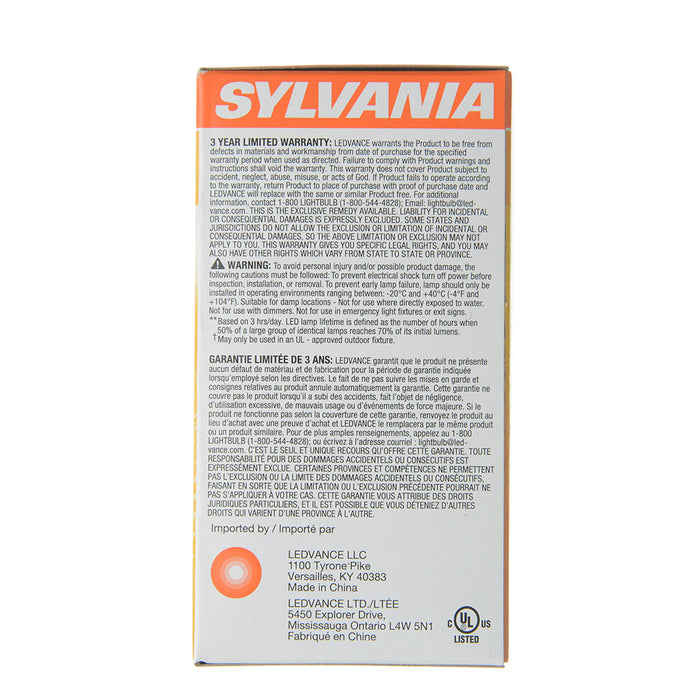 SYLVANIA
3 YEAR LIMITED WARRANTY: LEDVANCE warrants the Product to be free from
defects in materials and workmanship from date of purchase for the specified
warranty period when used as directed. Failure to comply with Product warnings and
instructions shall void the warranty. This warranty does not cover Product subject to
accident, neglect, abuse, misuse, or acts of God. If Product fails to operate according
to the warranty, return Product to place of purchase with proof of purchase date and
LEDVANCE will replace with the same or similar Product free. For additional
information, contact 1-800 LIGHTBULB (1-800-544-4828); Email: lightbulb@led-
vance.com. THIS IS THE EXCLUSIVE REMEDY AVAILABLE. LIABILITY FOR INCIDENTAL
OR CONSEQUENTIAL DAMAGES IS EXPRESSLY EXCLUDED. SOME STATES AND
JURISDICTIONS DO NOT ALLOW THE EXCLUSION OR LIMITATION OF INCIDENTAL OR
CONSEQUENTIAL DAMAGES, SO THE ABOVE LIMITATION OR EXCLUSION MAY NOT APPLY
TO YOU. THIS WARRANTY GIVES YOU SPECIFIC LEGAL RIGHTS, AND YOU MAY
ALSO HAVE OTHER RIGHTS WHICH VARY FROM STATE TO STATE OR PROVINCE.
WARNING: To avoid personal injury and/or possible product damage, the
following cautions must be followed: To prevent electrical shock turn off power before
inspection, installation, or removal. To prevent early lamp failure, lamp should only be
installed in operating environments ranging between: -20°C and +40°C (-4°F and
+104°F). Suitable for damp locations - Not for use where directly exposed to water.
Not for use with dimmers. Not for use in emergency light fixtures or exit signs.
**Based on 3 hrs/day. LED lamp lifetime is defined as the number of hours when
50% of a large group of identical lamps reaches 70% of its initial lumens.
†May only be used in an UL - approved outdoor fixture.
GARANTIE LIMITÉE DE 3 ANS: LEDVANCE garantit que le produit ne présente
aucun défaut de matériau et de fabrication pour la période de garantie indiquée
lorsqu'employé selon les directives. Le fait de ne pas suivre les mises en garde et
consignes relatives au produit annule automatiquement la garantie. Cette garantie ne
couvre pas le produit lorsqu'il a subi des accidents, fait l'objet de négligence,
d'utilisation excessive, de mauvais usage ou d'événements de force majeure. Si le
produit ne fonctionne pas selon la couverture de cette garantie, renvoyez le produit au
lieu d'achat avec une preuve d'achat et LEDVANCE le remplacera par le même produit
ou un produit similaire. Pour de plus amples renseignements, appelez au 1-800
LIGHTBULB (1-800-544-4828); ou écrivez à l'adresse courriel : lightbulb@led-
vance.com. C'EST LE SEUL ET UNIQUE RECOURS QU'OFFRE CETTE GARANTIE. TOUTE
RESPONSABILITÉ POUR DES DOMMAGES ACCIDENTELS OU CONSÉCUTIFS EST
EXPRESSÉMENT EXCLUE. CERTAINES PROVINCES ET COMPÉTENCES NE PERMETTENT
PAS L'EXCLUSION OU LA LIMITE DES DOMMAGES ACCIDENTELS OU CONSÉCUTIFS,
FAISANT EN SORTE QUE LA LIMITATION OU L'EXCLUSION PRÉCÉDENTE POURRAIT NE
PAS S'APPLIQUER À VOTRE CAS. CETTE GARANTIE VOUS ATTRIBUE DES DROITS
JURIDIQUES PARTICULIERS, ET IL EST POSSIBLE QUE VOUS DÉTENIEZ D'AUTRES
DROITS QUI VARIENT D'UNE PROVINCE À L'AUTRE.
Imported by / Importé par
LEDVANCE LLC
1100 Tyrone Pike
Versailles, KY 40383
Made in China
LEDVANCE LTD./LTÉE
5450 Explorer Drive,
Mississauga Ontario L4W 5N1
Fabriqué en Chine
C UL US
LISTED